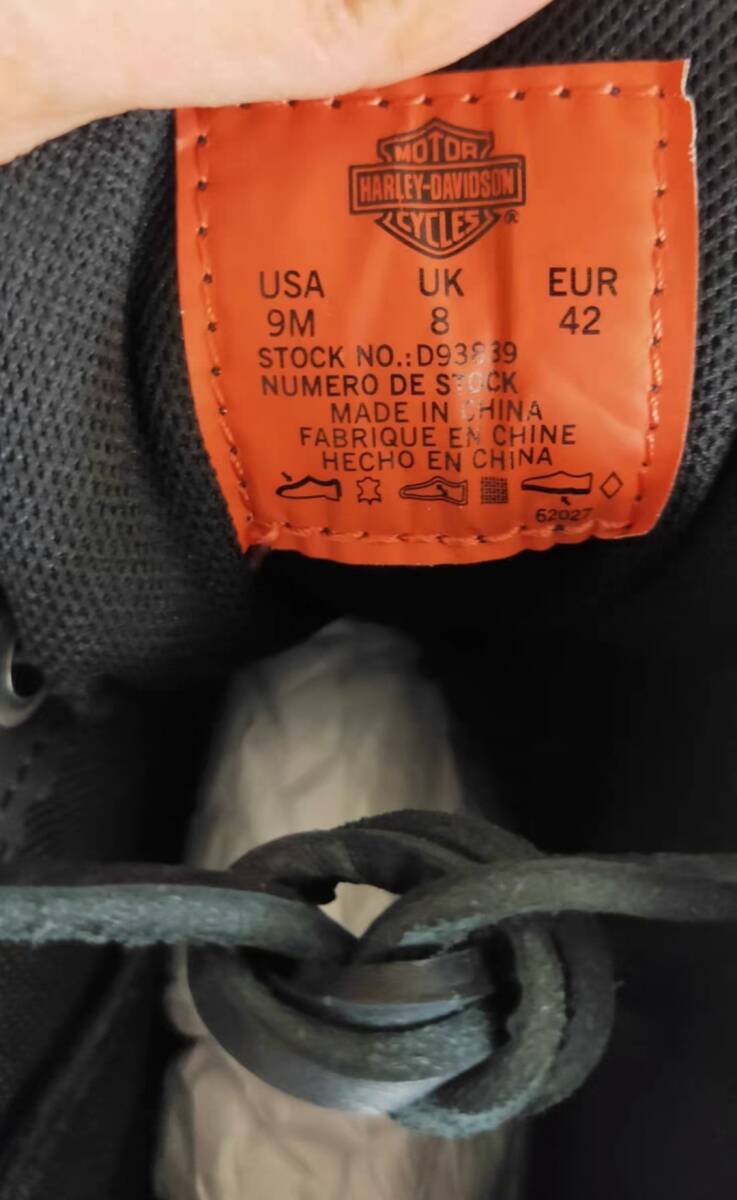 MOTOR
HARLEY-DAVIDSON
CYCLES®
USA UK EUR
9M 8 42
STOCK NO.:D93839
NUMERO DE STOCK
MADE IN CHINA
FABRIQUE EN CHINE
HECHO EN CHINA
62027